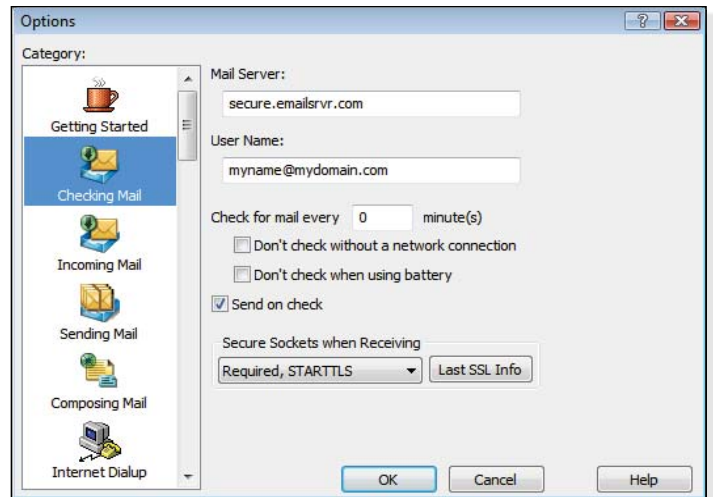 Options
Category:
Getting Started
Checking Mail
Incoming Mail
Sending Mail
Composing Mail
Internet Dialup
Mail Server:
secure.emailsrvr.com
User Name:
myname@mydomain.com
Check for mail every 0 minute(s)
Don't check without a network connection
Don't check when using battery
Send on check
Secure Sockets when Receiving
Required, STARTTLS Last SSL Info
OK Cancel Help